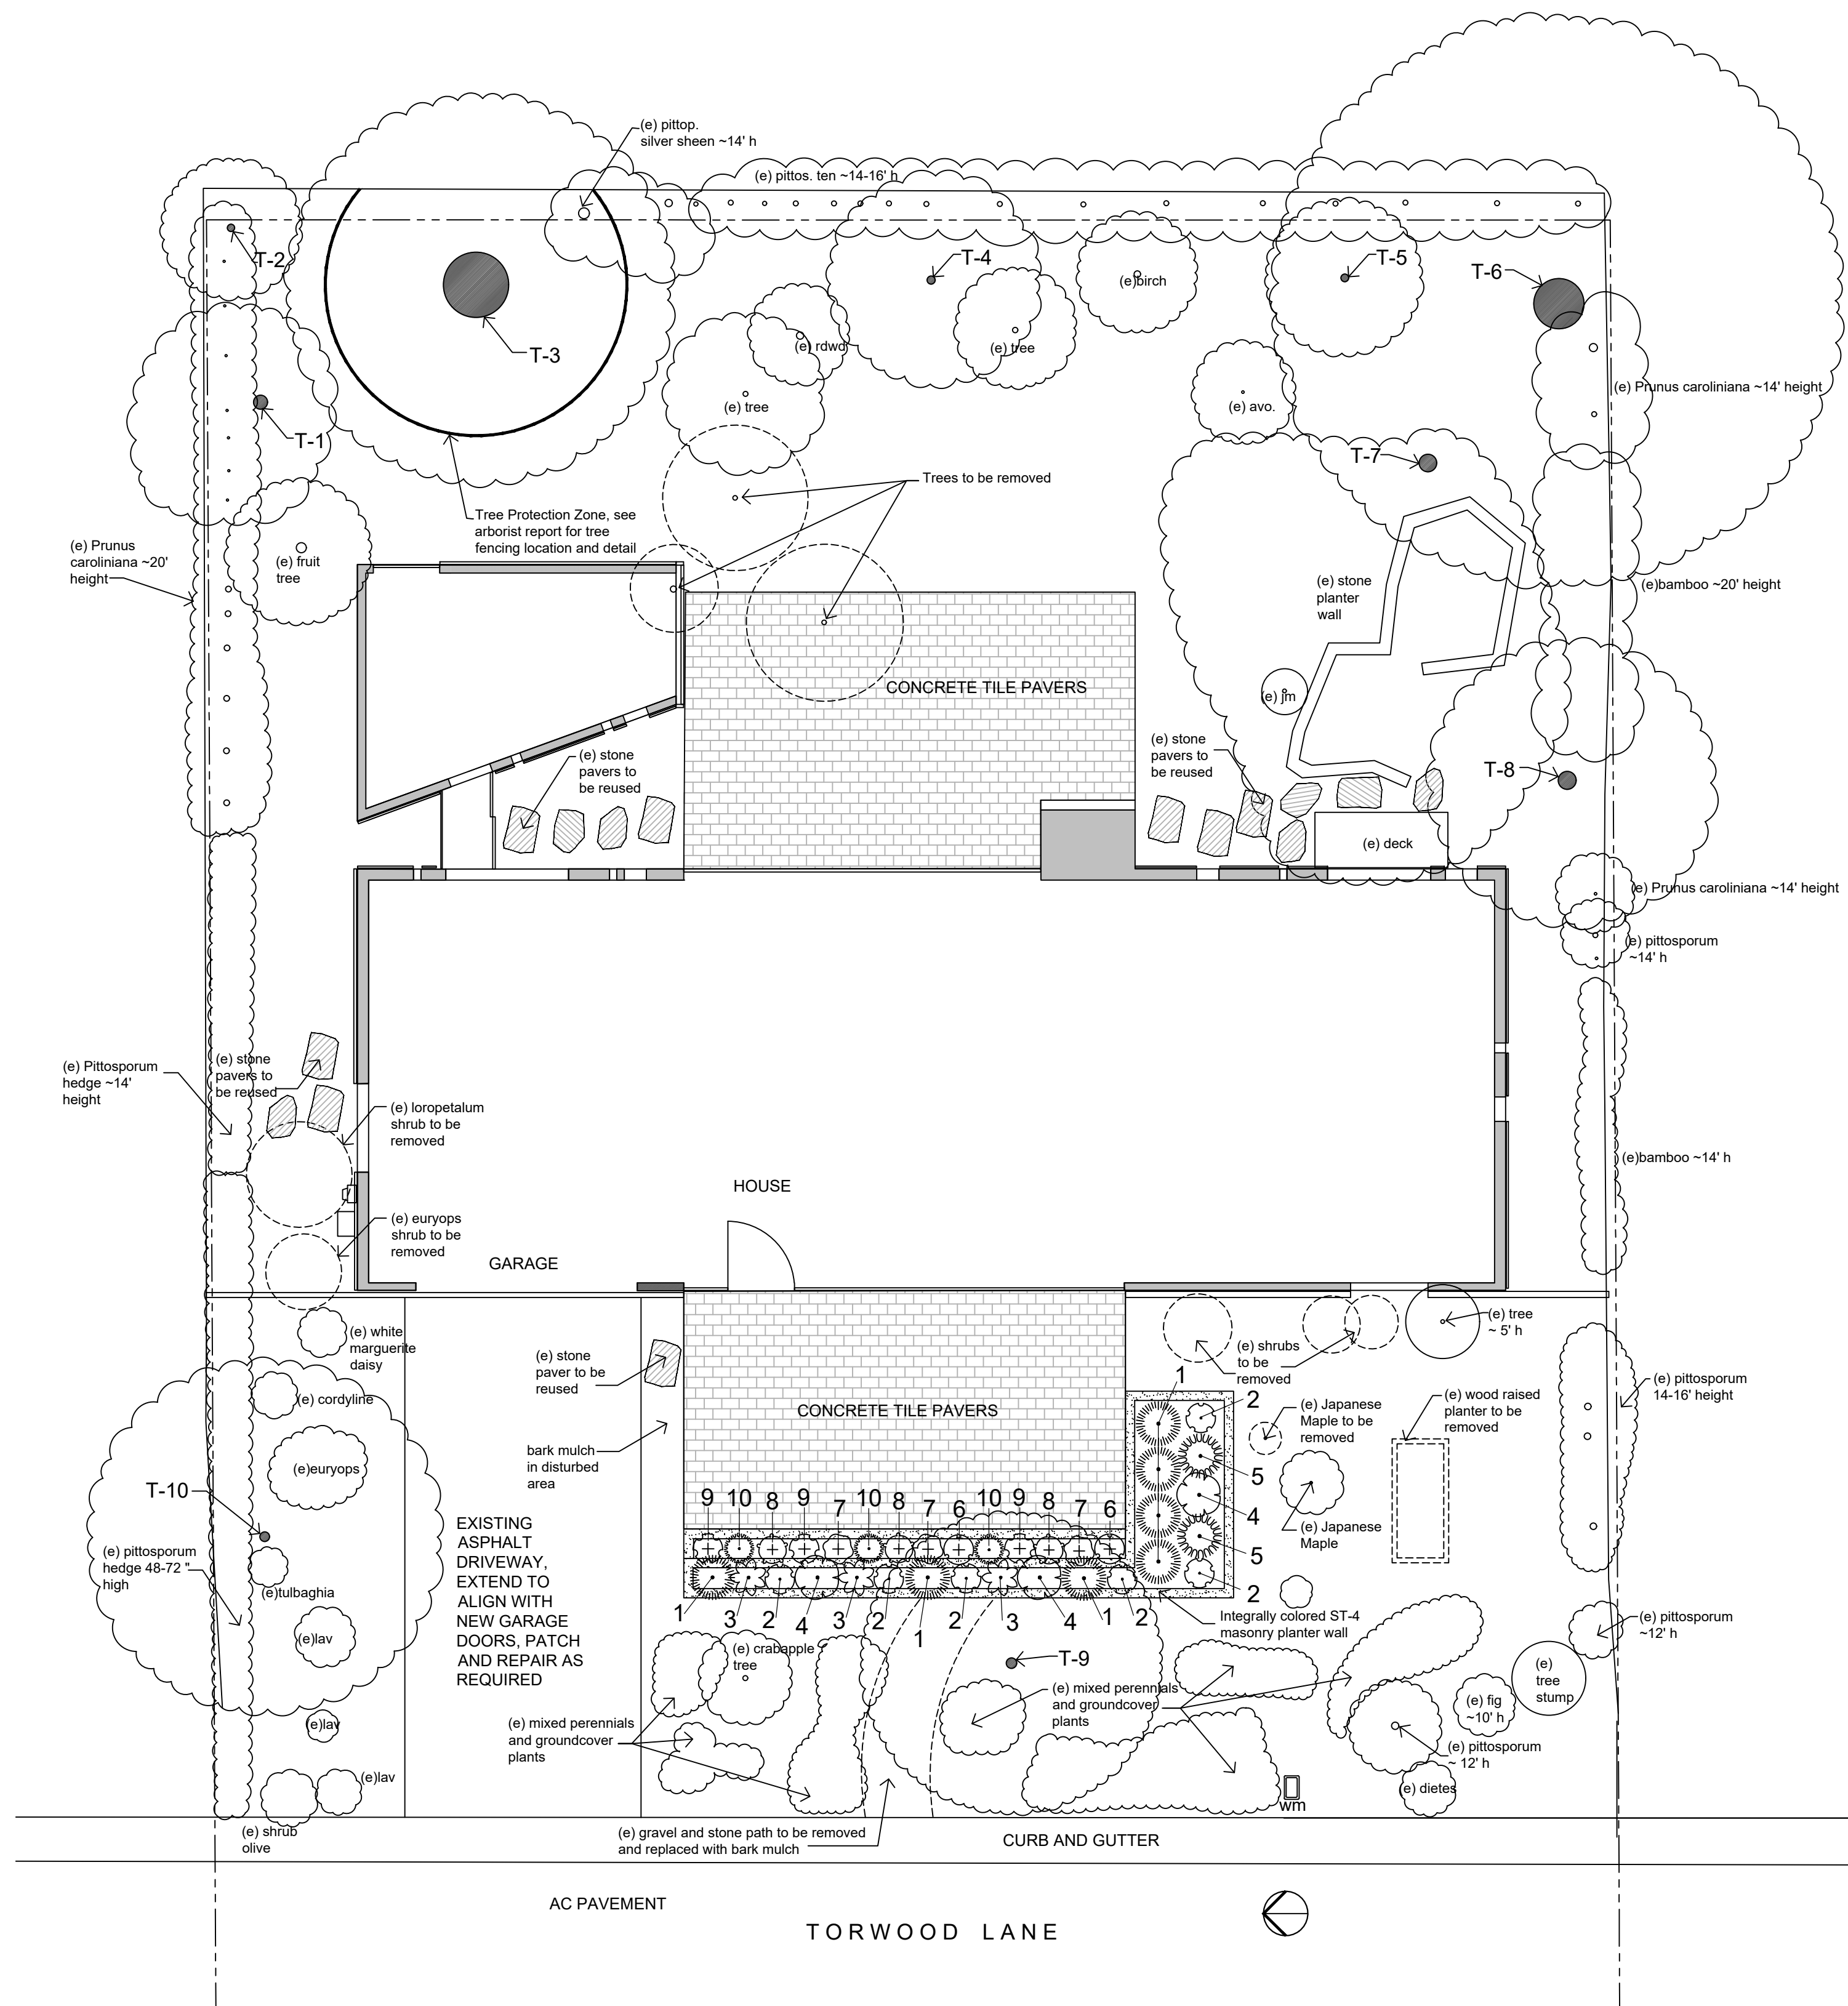 (e) pittop.
silver sheen ~14' h
(e) pittos. ten ~14-16' h
T-2
T-4
T-5
T-6
(e)birch
T-3
(e) rdwd
(e) tree
(e) Prunus caroliniana ~14' height
(e) tree
(e) avo.
T-1
T-7
Trees to be removed
Tree Protection Zone, see
arborist report for tree
fencing location and detail
(e) Prunus
caroliniana ~20'
height
(e) fruit
tree
(e) stone
planter
wall
(e)bamboo ~20' height
CONCRETE TILE PAVERS
(e) jm
(e) stone
pavers to
be reused
(e) stone
pavers to
be reused
T-8
(e) deck
(e) Prunus caroliniana ~14' height
(e) pittosporum
~14' h
(e) Pittosporum
hedge ~14'
height
(e) stone
pavers to
be reused
(e) loropetalum
shrub to be
removed
(e)bamboo ~14' h
HOUSE
(e) euryops
shrub to be
removed
GARAGE
(e) white
marguerite
daisy
(e) stone
paver to be
reused
(e) shrubs
to be
removed
(e) tree
~ 5' h
(e) cordyline
CONCRETE TILE PAVERS
1
2
5
4
5
2
(e) Japanese
Maple to be
removed
(e) wood raised
planter to be
removed
(e) pittosporum
14-16' height
(e)euryops
bark mulch
in disturbed
area
T-10
9 10 8 9 7 10 8 7 6 10 9 8 7 6
(e) Japanese
Maple
EXISTING
ASPHALT
DRIVEWAY,
EXTEND TO
ALIGN WITH
NEW GARAGE
DOORS, PATCH
AND REPAIR AS
REQUIRED
(e) pittosporum
hedge 48-72 "
high
(e)tulbaghia
1 3 2 4 3 2 1 2 3 4 1 2
Integrally colored ST-4
masonry planter wall
(e) pittosporum
~12' h
(e)lav
(e) crabapple
tree
T-9
(e) mixed perennials
and groundcover
plants
(e)
tree
stump
(e) fig
~10' h
(e)lav
(e) mixed perennials
and groundcover
plants
(e) pittosporum
~ 12' h
(e)lav
(e) dietes
wm
(e) shrub
olive
(e) gravel and stone path to be removed
and replaced with bark mulch
CURB AND GUTTER
AC PAVEMENT
TORWOOD LANE